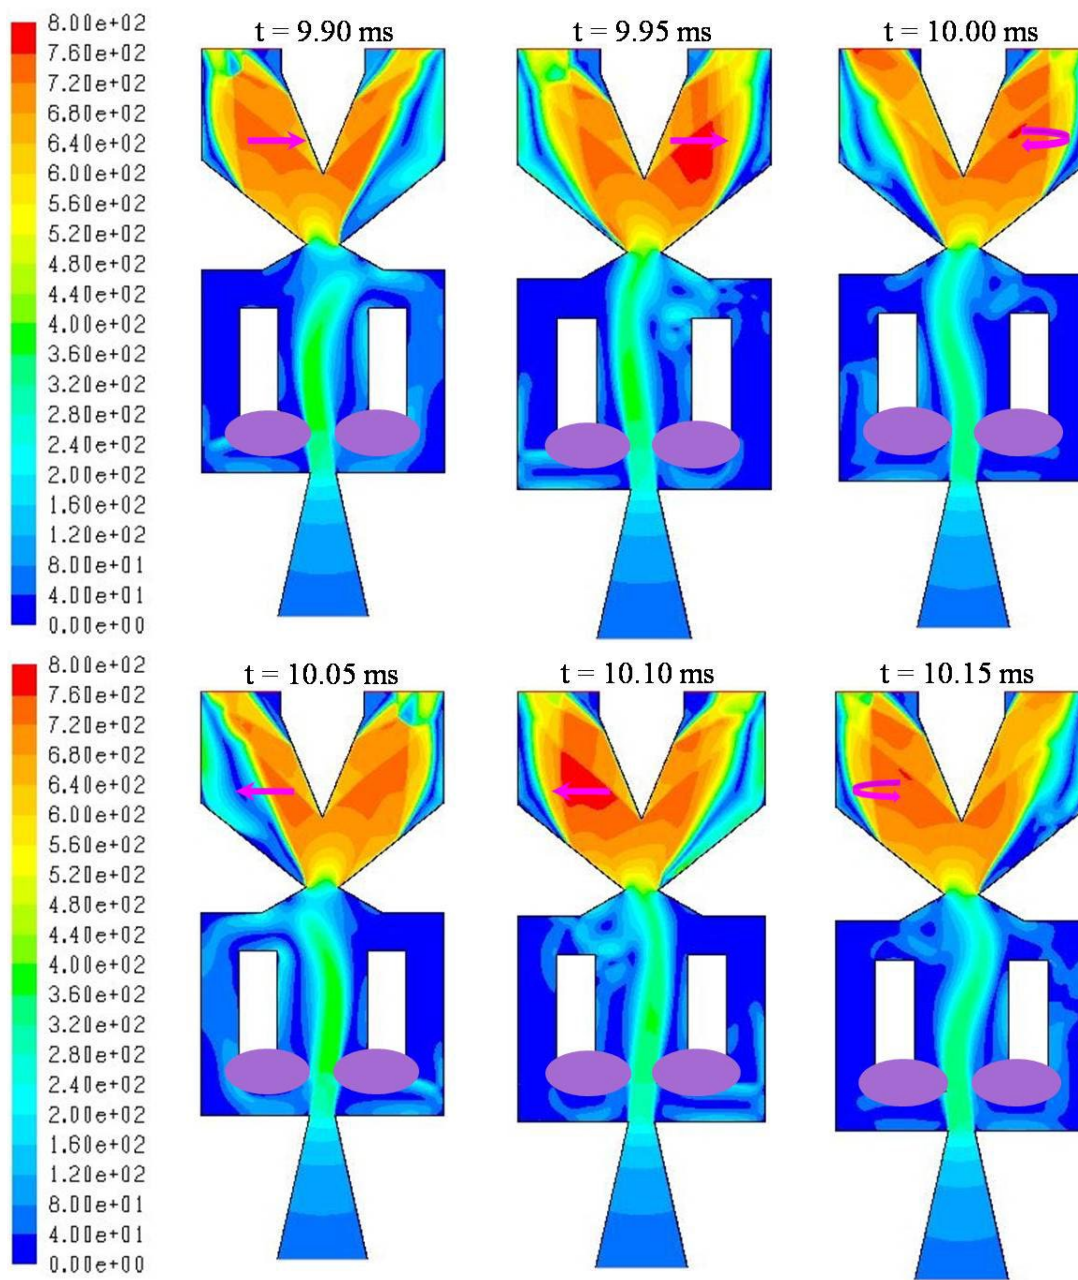 8.00e+02
7.60e+02
7.20e+02
6.80e+02
6.40e+02
6.00e+02
5.60e+02
5.20e+02
4.80e+02
4.40e+02
4.00e+02
3.60e+02
3.20e+02
2.80e+02
2.40e+02
2.00e+02
1.60e+02
1.20e+02
8.00e+01
4.00e+01
0.00e+00
t = 9.90 ms
t = 9.95 ms
t = 10.00 ms
8.00e+02
7.60e+02
7.20e+02
6.80e+02
6.40e+02
6.00e+02
5.60e+02
5.20e+02
4.80e+02
4.40e+02
4.00e+02
3.60e+02
3.20e+02
2.80e+02
2.40e+02
2.00e+02
1.60e+02
1.20e+02
8.00e+01
4.00e+01
0.00e+00
t = 10.05 ms
t = 10.10 ms
t = 10.15 ms